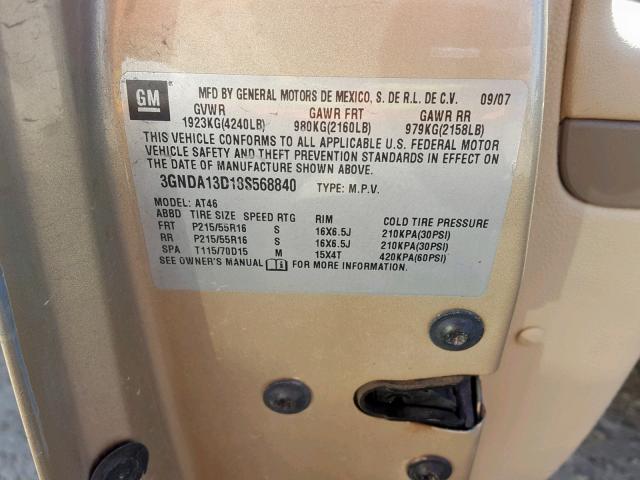 GM
MFD BY GENERAL MOTORS DE MEXICO, S. DE R.L. DE C.V. 09/07
GVWR GAWR FRT GAWR RR
1923KG(4240LB) 980KG(2160LB) 979KG(2158LB)
THIS VEHICLE CONFORMS TO ALL APPLICABLE U.S. FEDERAL MOTOR
VEHICLE SAFETY AND THEFT PREVENTION STANDARDS IN EFFECT ON
THE DATE OF MANUFACTURE SHOWN ABOVE.
3GNDA13D18S568840 TYPE: M.P.V.
MODEL: AT46
ABBD TIRE SIZE SPEED RTG RIM COLD TIRE PRESSURE
FRT P215/55R16 S 16X6.5J 210KPA(30PSI)
RR P215/55R16 S 16X6.5J 210KPA(30PSI)
SPA T115/70D15 M 15X4T 420KPA(60PSI)
SEE OWNER'S MANUAL FOR MORE INFORMATION.